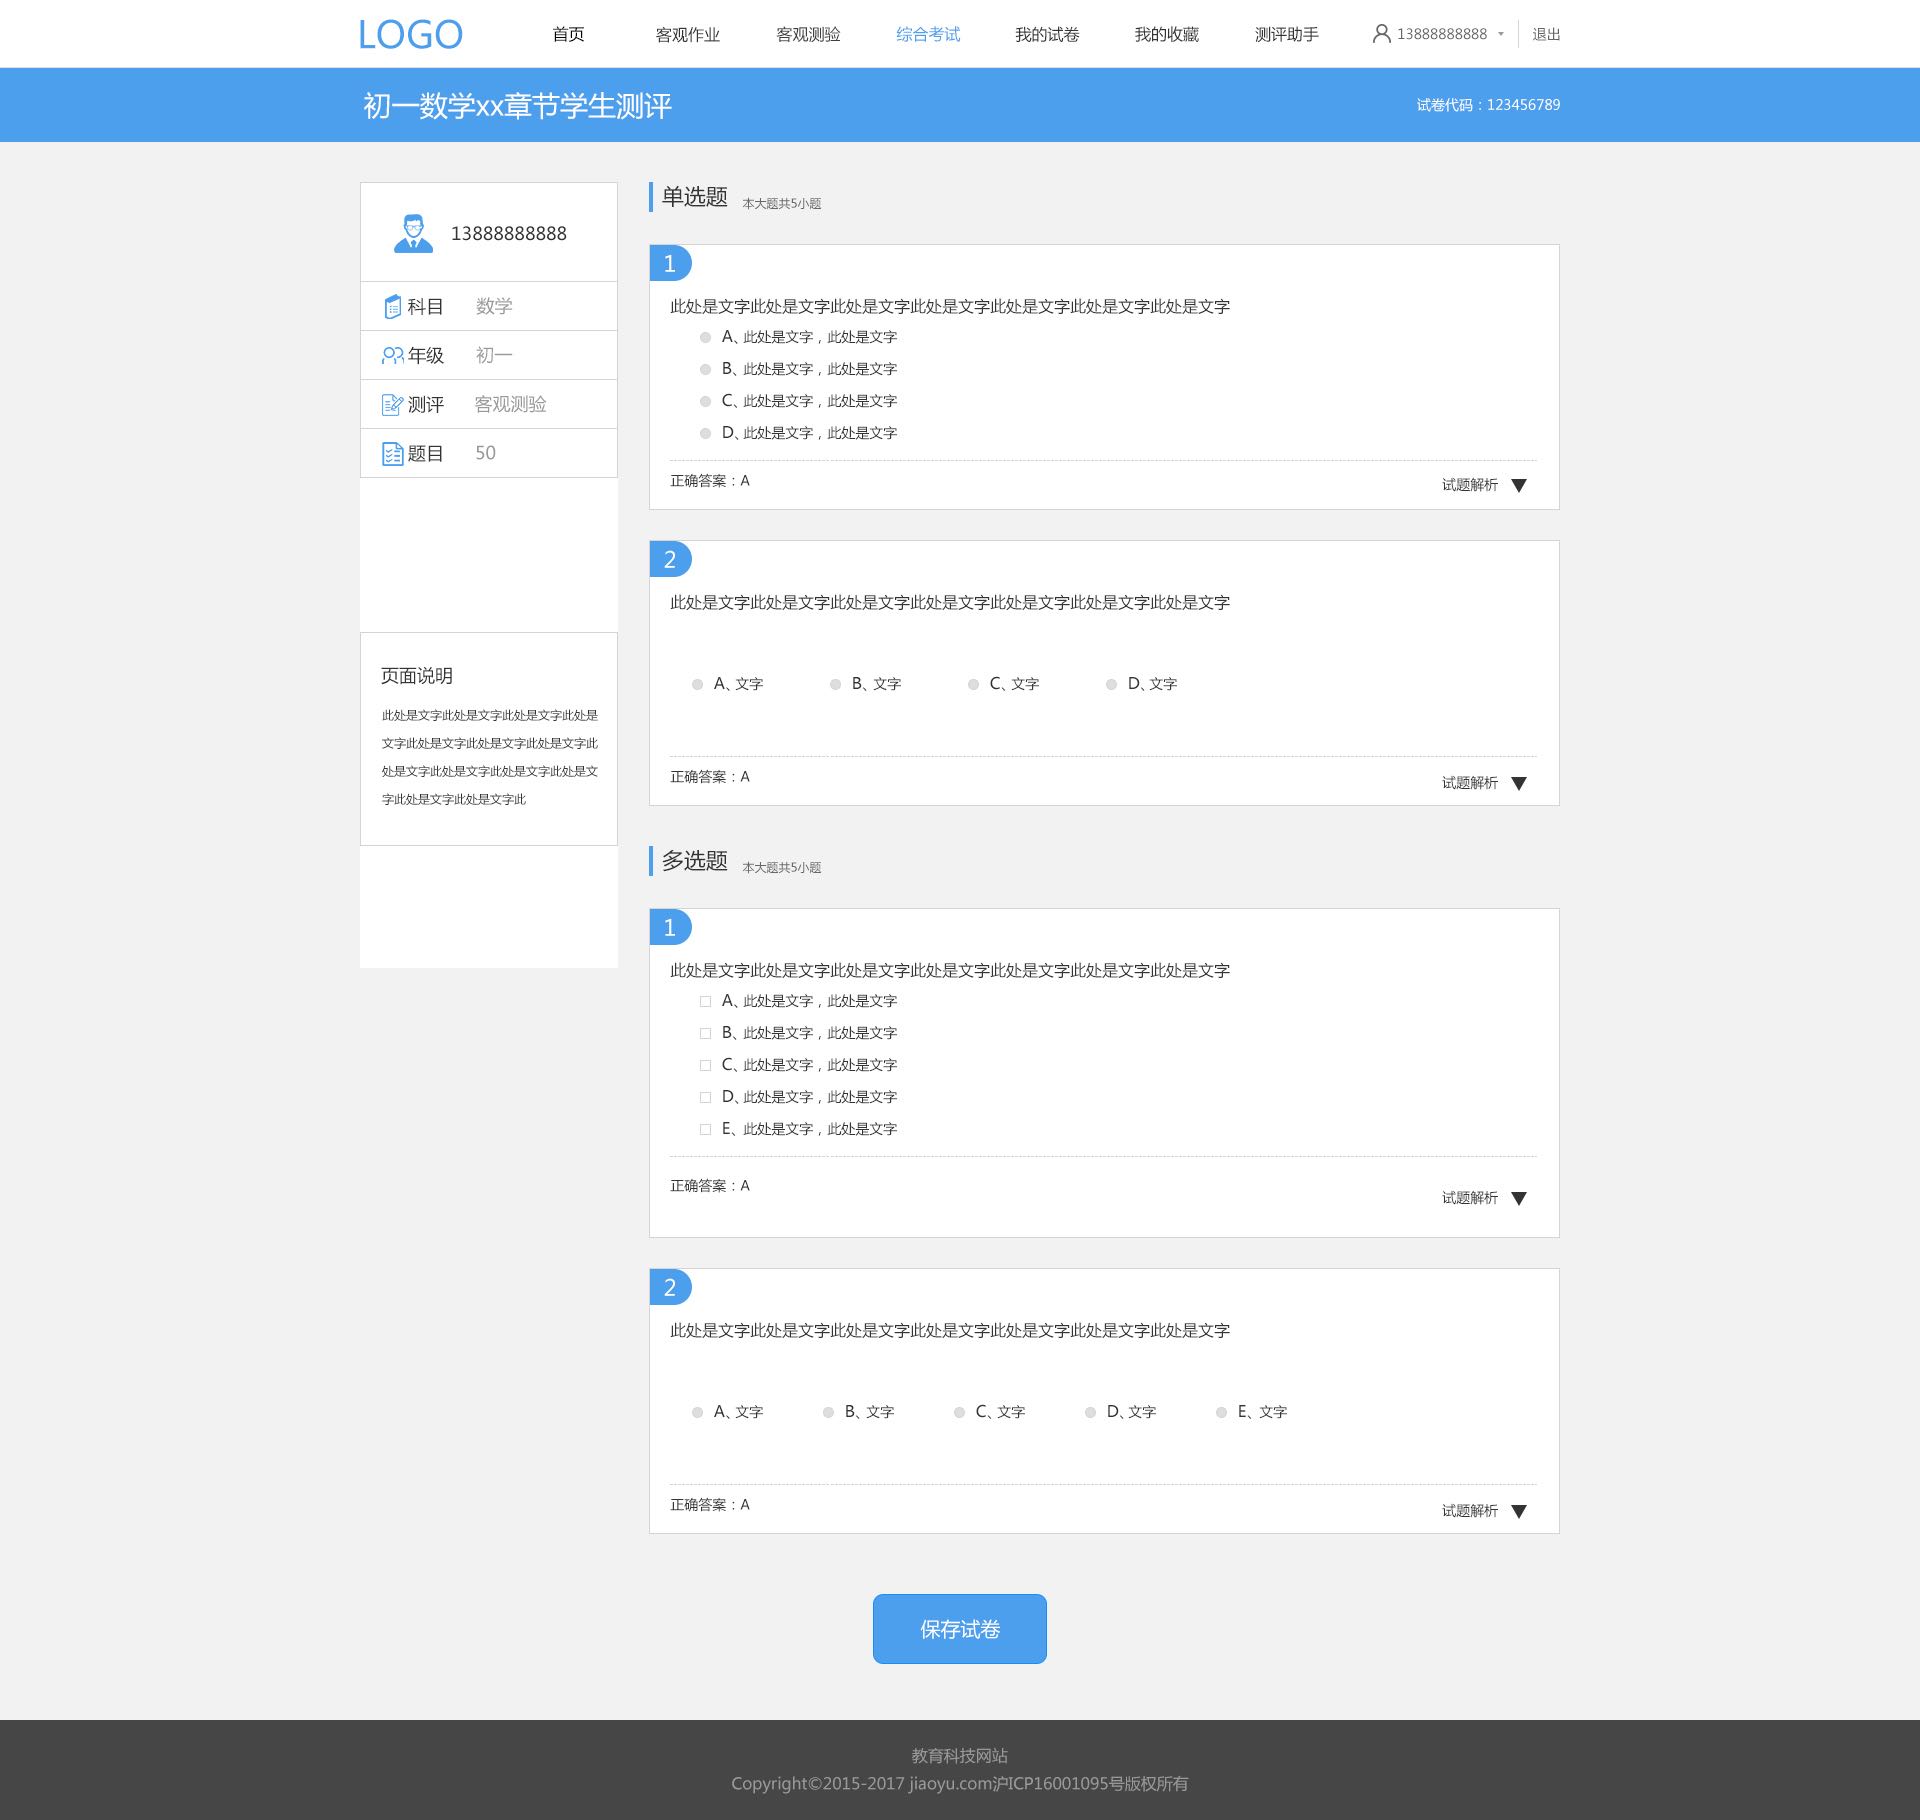 LOGO 首页 客观作业 客观测验 综合考试 我的试卷 我的收藏 测评助手 13888888888 退出
初一数学xx章节学生测评 试卷代码：123456789
13888888888
科目 数学
年级 初一
测评 客观测验
题目 50
页面说明
此处是文字此处是文字此处是文字此处是
文字此处是文字此处是文字此处是文字此
处是文字此处是文字此处是文字此处是文
字此处是文字此处是文字此
单选题 本大题共5小题
1
此处是文字此处是文字此处是文字此处是文字此处是文字此处是文字此处是文字
A、此处是文字，此处是文字
B、此处是文字，此处是文字
C、此处是文字，此处是文字
D、此处是文字，此处是文字
正确答案：A 试题解析
2
此处是文字此处是文字此处是文字此处是文字此处是文字此处是文字此处是文字
A、文字 B、文字 C、文字 D、文字
正确答案：A 试题解析
多选题 本大题共5小题
1
此处是文字此处是文字此处是文字此处是文字此处是文字此处是文字此处是文字
A、此处是文字，此处是文字
B、此处是文字，此处是文字
C、此处是文字，此处是文字
D、此处是文字，此处是文字
E、此处是文字，此处是文字
正确答案：A 试题解析
2
此处是文字此处是文字此处是文字此处是文字此处是文字此处是文字此处是文字
A、文字 B、文字 C、文字 D、文字 E、文字
正确答案：A 试题解析
保存试卷
教育科技网站
Copyright©2015-2017 jiaoyu.com沪ICP16001095号版权所有